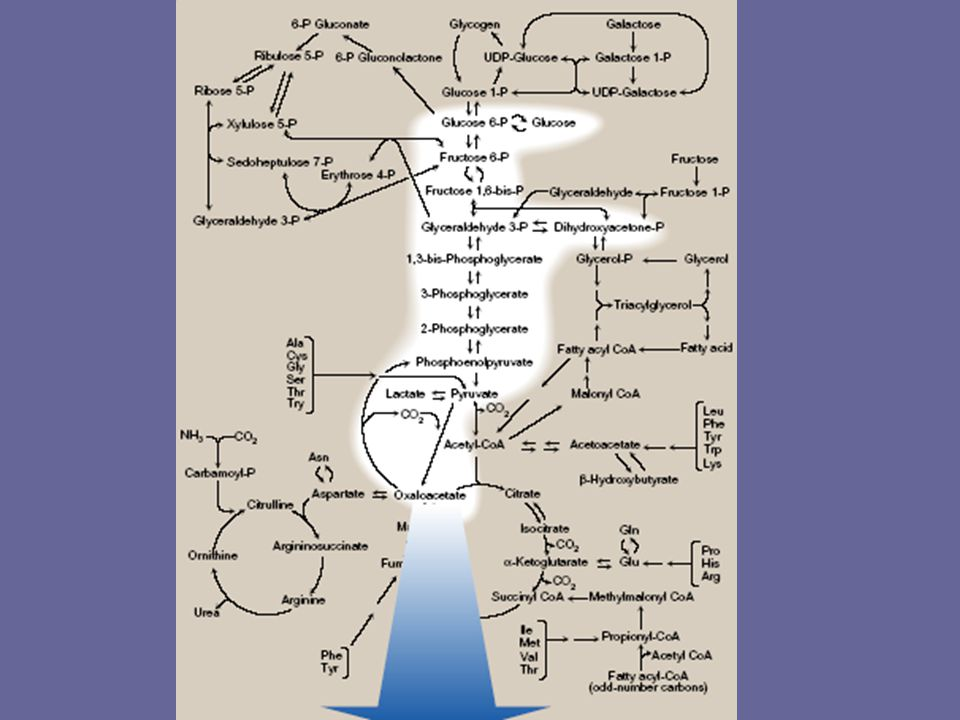 6-P Gluconate
Glycogen
Galactose
Ribulose 5-P
6-P Gluconolactone
UDP-Glucose
Galactose 1-P
Ribose 5-P
Glucose 1-P
UDP-Galactose
Xylulose 5-P
Glucose 6-P
Glucose
Sedoheptulose 7-P
Fructose 6-P
Fructose
Erythrose 4-P
Fructose 1,6-bis-P
Glyceraldehyde
Fructose 1-P
Glyceraldehyde 3-P
Glyceraldehyde 3-P
Dihydroxyacetone-P
1,3-bis-Phosphoglycerate
Glycerol-P
Glycerol
3-Phosphoglycerate
Triacylglycerol
2-Phosphoglycerate
Ala
Cys
Gly
Ser
Thr
Try
Phosphoenolpyruvate
Fatty acyl CoA
Fatty acid
Lactate
Pyruvate
Malonyl CoA
CO2
CO2
Leu
Phe
Tyr
Trp
Lys
NH3
CO2
Acetyl-CoA
Acetoacetate
Asn
Carbamoyl-P
β-Hydroxybutyrate
Aspartate
Oxaloacetate
Citrate
Citrulline
Isocitrate
Gln
CO2
Ornithine
Argininosuccinate
α-Ketoglutarate
Glu
Pro
His
Arg
CO2
Arginine
Succinyl CoA
Methylmalonyl CoA
Urea
Ile
Met
Val
Thr
Propionyl-CoA
Phe
Tyr
Acetyl CoA
Fatty acyl-CoA
(odd-number carbons)